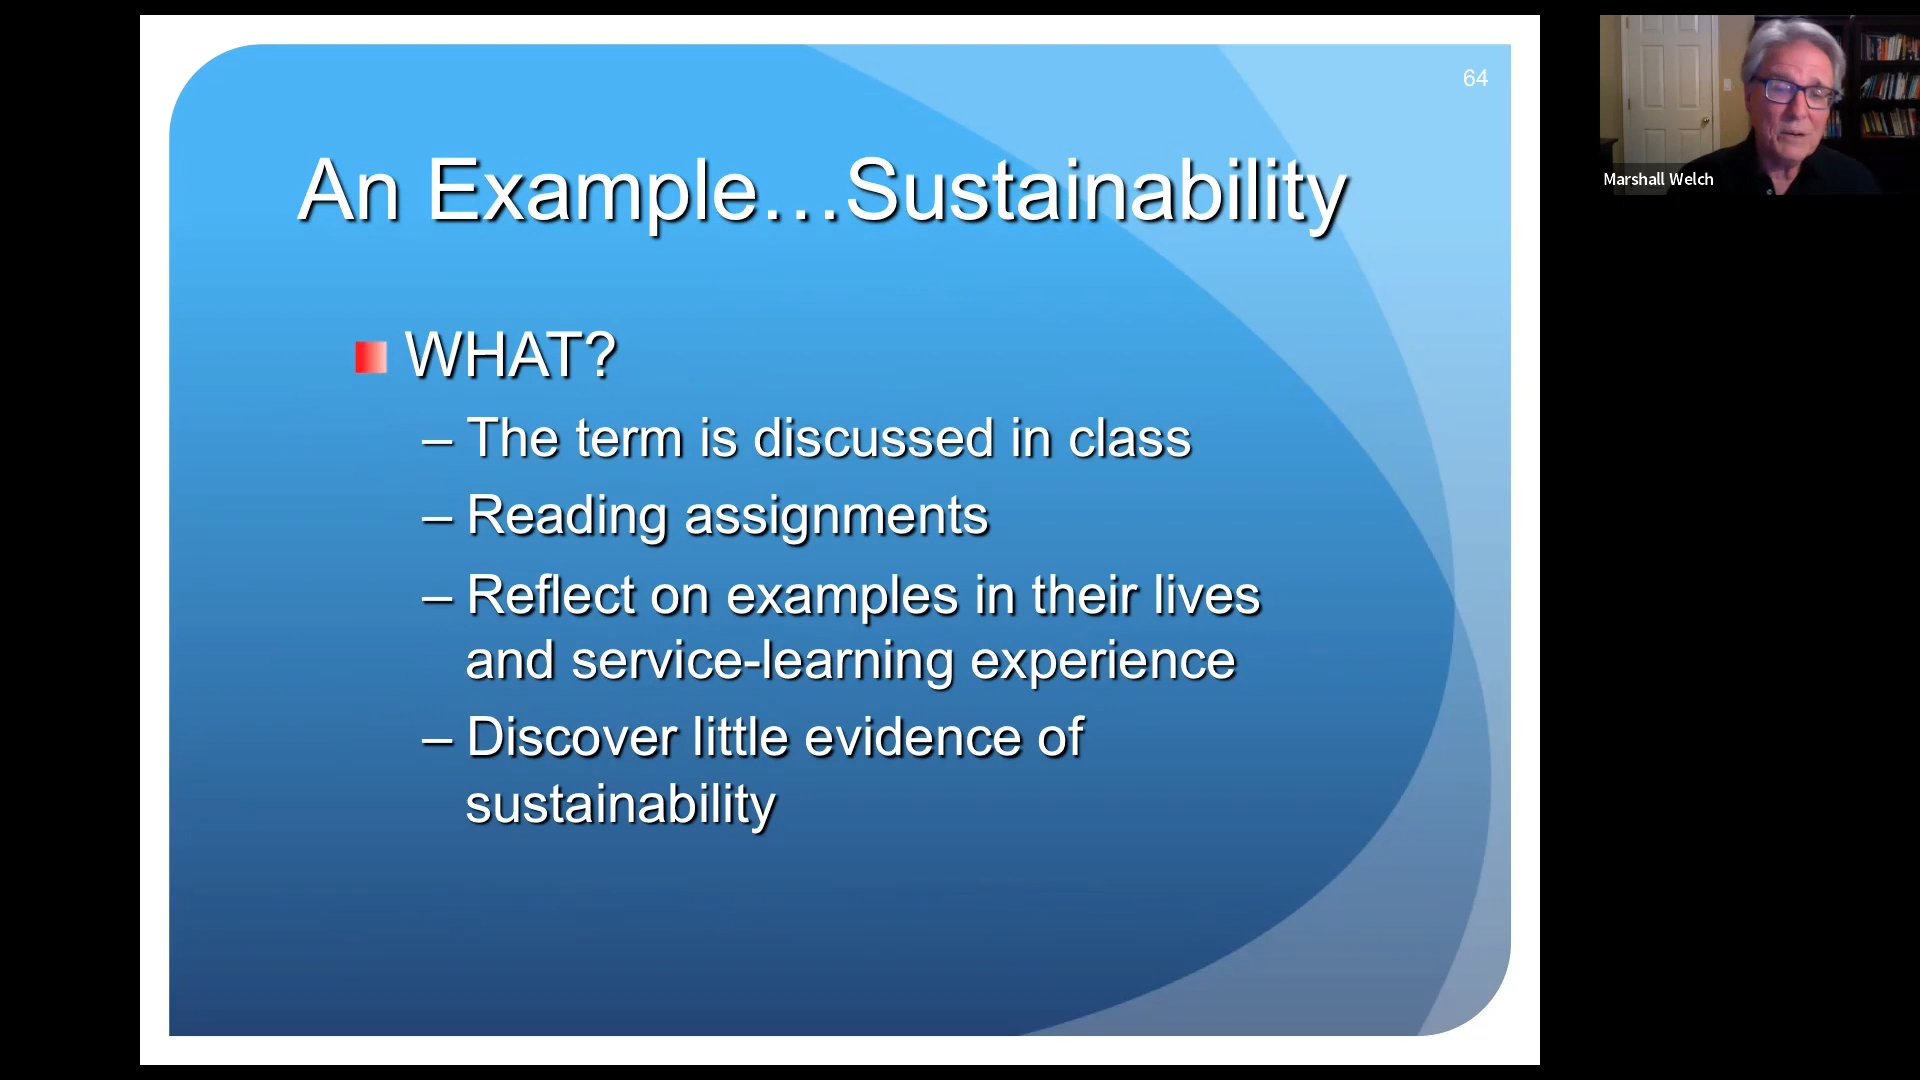 64
An Example…Sustainability
WHAT?
– The term is discussed in class
– Reading assignments
– Reflect on examples in their lives
and service-learning experience
– Discover little evidence of
sustainability
Marshall Welch